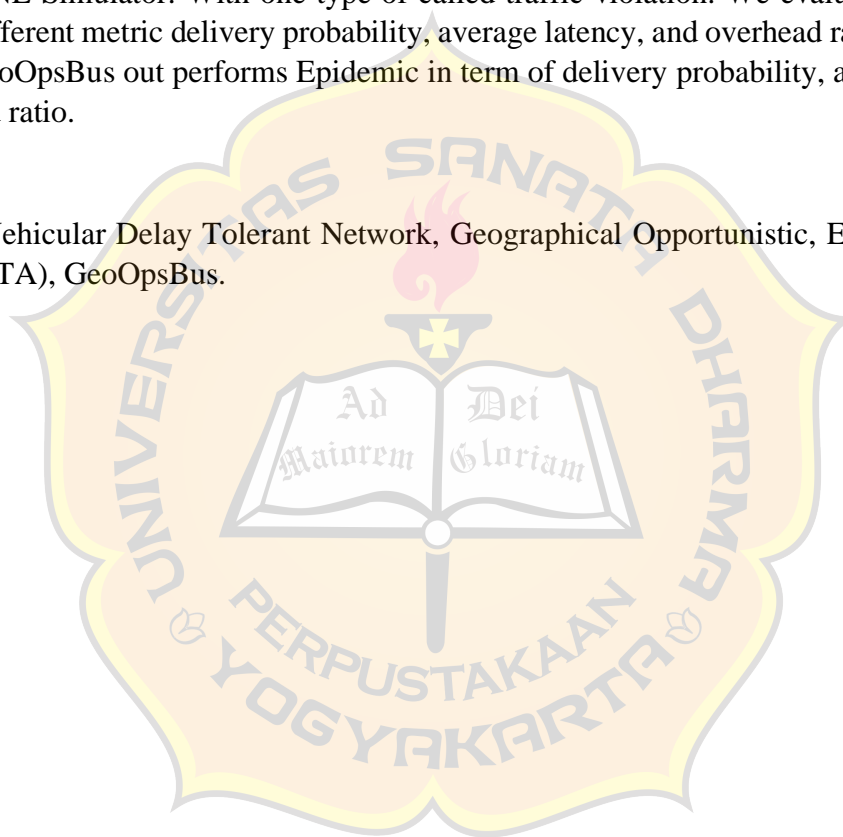 NE Simulator. With one type of called traffic violation. We evalu
fferent metric delivery probability, average latency, and overhead ra
oOpsBus out performs Epidemic in term of delivery probability, a
ratio.
ehicular Delay Tolerant Network, Geographical Opportunistic, E
TA), GeoOpsBus.
UNIVERSITAS SANATA DHARMA
Ad Dei
Maiorem Gloriam
PERPUSTAKAAN
YOGYAKARTA